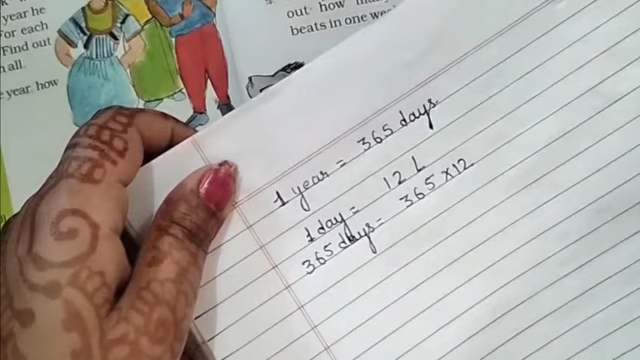 year he
For each
Find out
n all.
e year, how
out how
beats in one
1 year = 365 days
1 day = 12 L
365 days = 365 × 12